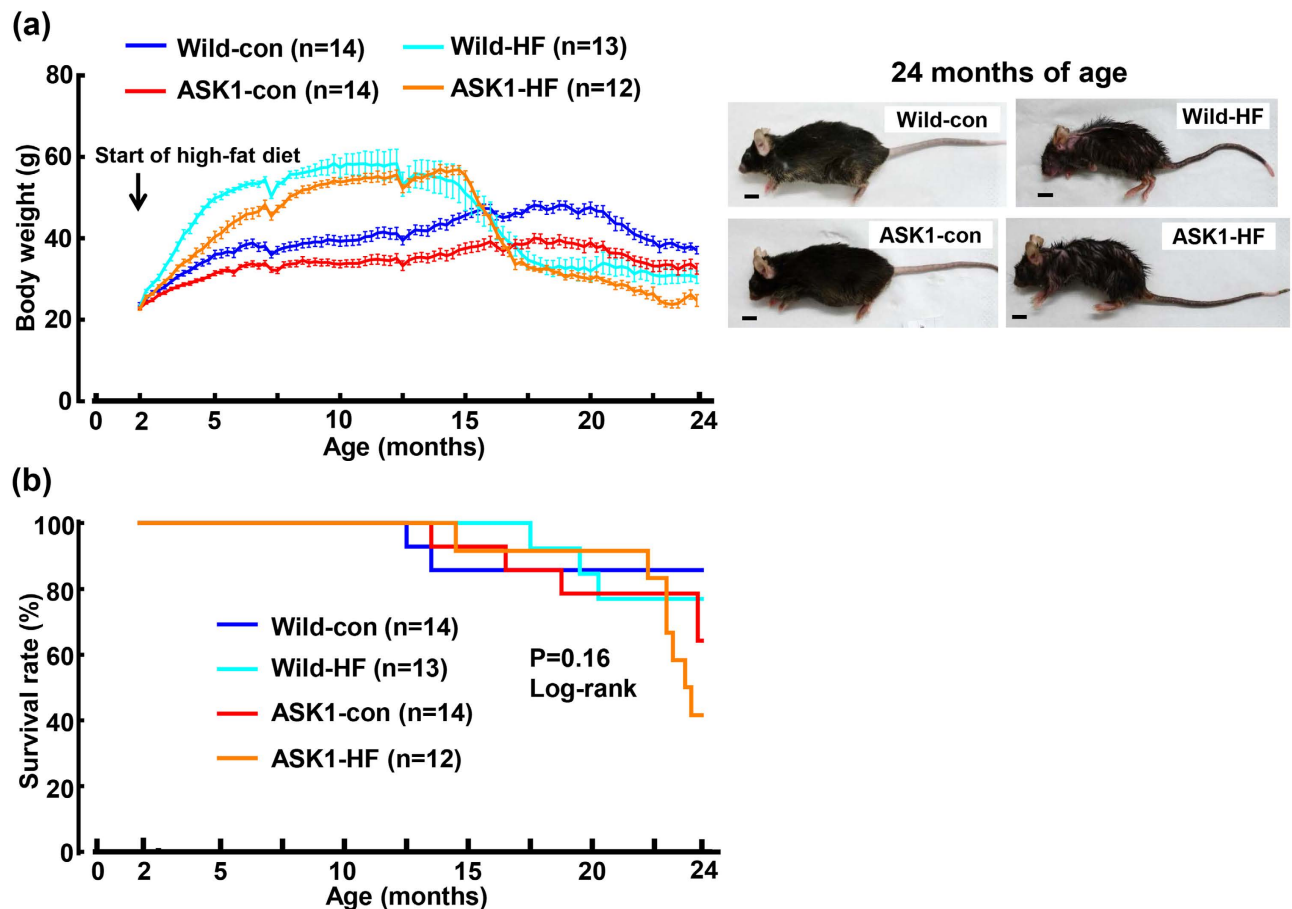 (a)
Wild-con (n=14)
Wild-HF (n=13)
ASK1-con (n=14)
ASK1-HF (n=12)
80
60
40
20
0
Body weight (g)
Start of high-fat diet
0 2 5 10 15 20 24
Age (months)
24 months of age
Wild-con
Wild-HF
ASK1-con
ASK1-HF
(b)
100
80
60
40
20
0
Survival rate (%)
Wild-con (n=14)
Wild-HF (n=13)
ASK1-con (n=14)
ASK1-HF (n=12)
P=0.16
Log-rank
0 2 5 10 15 20 24
Age (months)